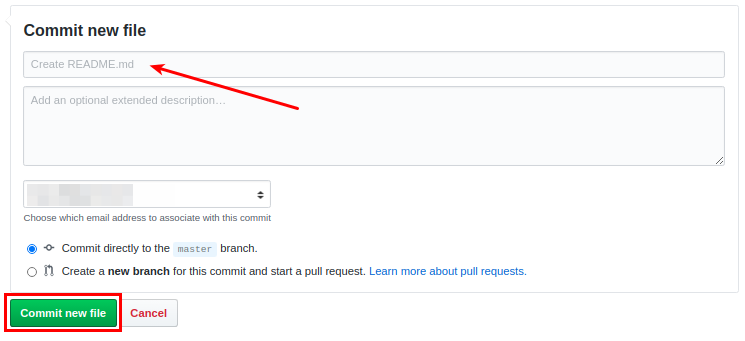 Commit new file
Create README.md
Add an optional extended description…
Choose which email address to associate with this commit
Commit directly to the master branch.
Create a new branch for this commit and start a pull request. Learn more about pull requests.
Commit new file Cancel